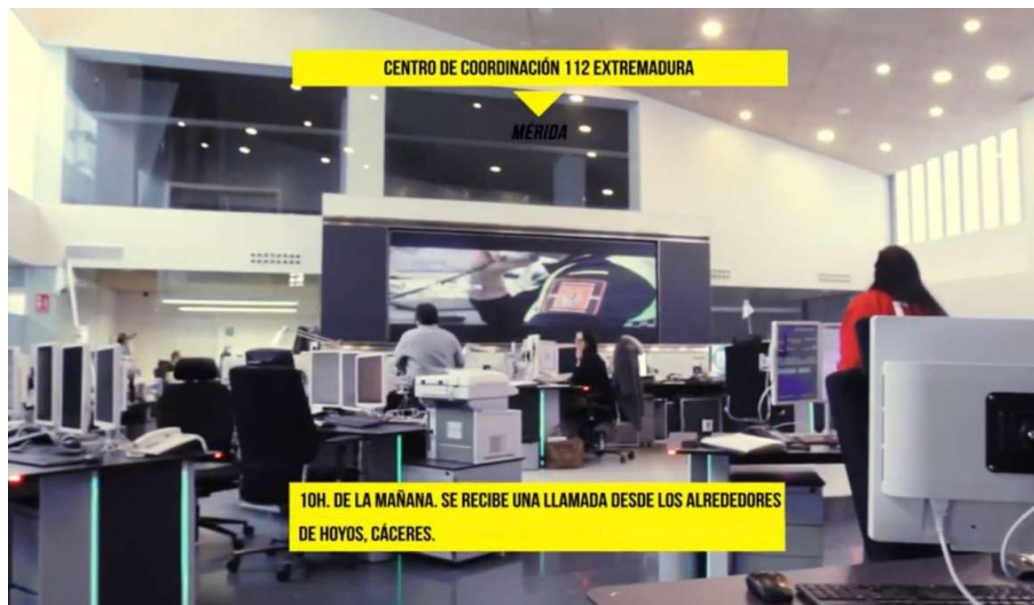 CENTRO DE COORDINACIÓN 112 EXTREMADURA
MÉRIDA
10H. DE LA MAÑANA. SE RECIBE UNA LLAMADA DESDE LOS ALREDEDORES
DE HOYOS, CÁCERES.